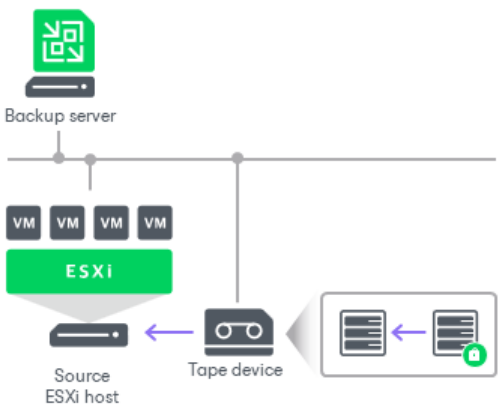 Backup server
VM VM VM VM
ESXi
Source
ESXi host
Tape device